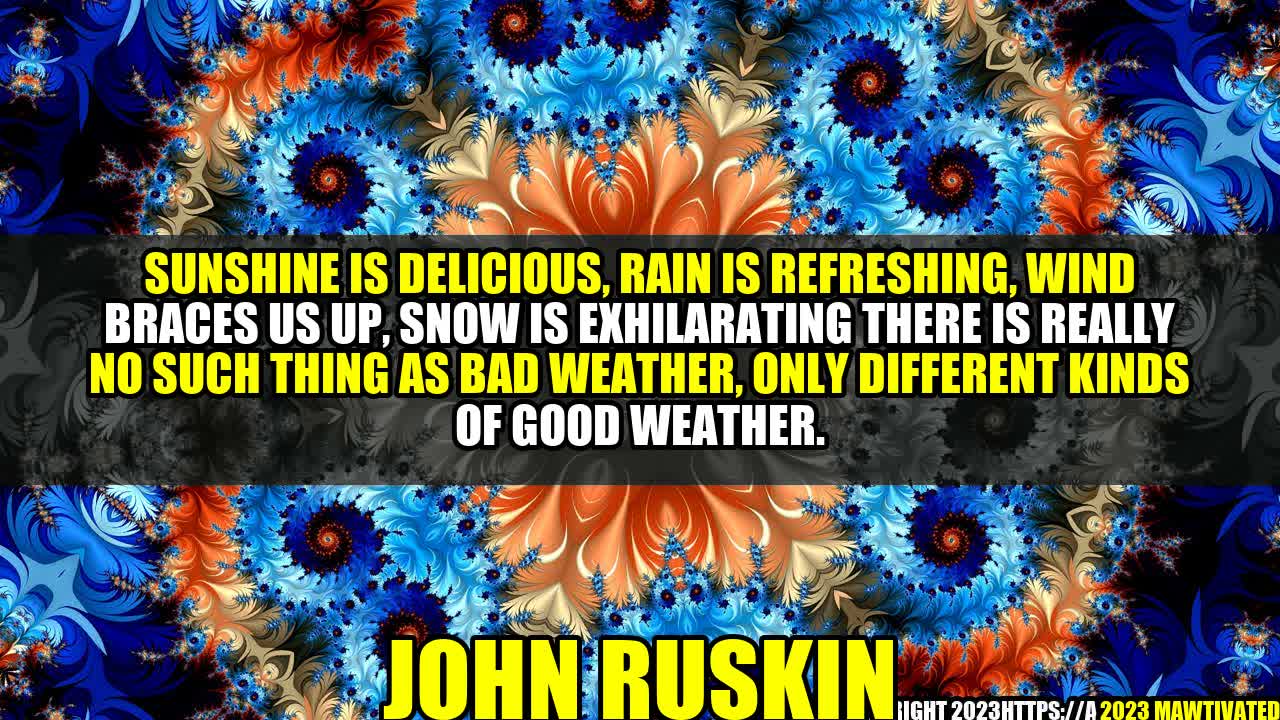 SUNSHINE IS DELICIOUS, RAIN IS REFRESHING, WIND
BRACES US UP, SNOW IS EXHILARATING THERE IS REALLY
NO SUCH THING AS BAD WEATHER, ONLY DIFFERENT KINDS
OF GOOD WEATHER.
JOHN RUSKIN
2023HTTPS://A 2023 MAWTIVATED